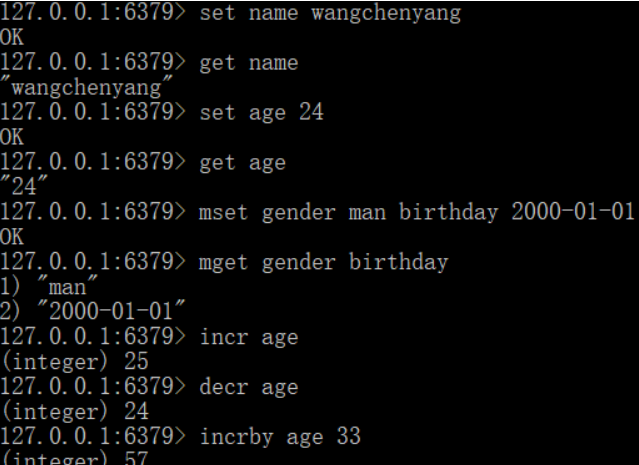 127.0.0.1:6379> set name wangchenyang
OK
127.0.0.1:6379> get name
"wangchenyang"
127.0.0.1:6379> set age 24
OK
127.0.0.1:6379> get age
"24"
127.0.0.1:6379> mset gender man birthday 2000-01-01
OK
127.0.0.1:6379> mget gender birthday
1) "man"
2) "2000-01-01"
127.0.0.1:6379> incr age
(integer) 25
127.0.0.1:6379> decr age
(integer) 24
127.0.0.1:6379> incrby age 33
(integer) 57